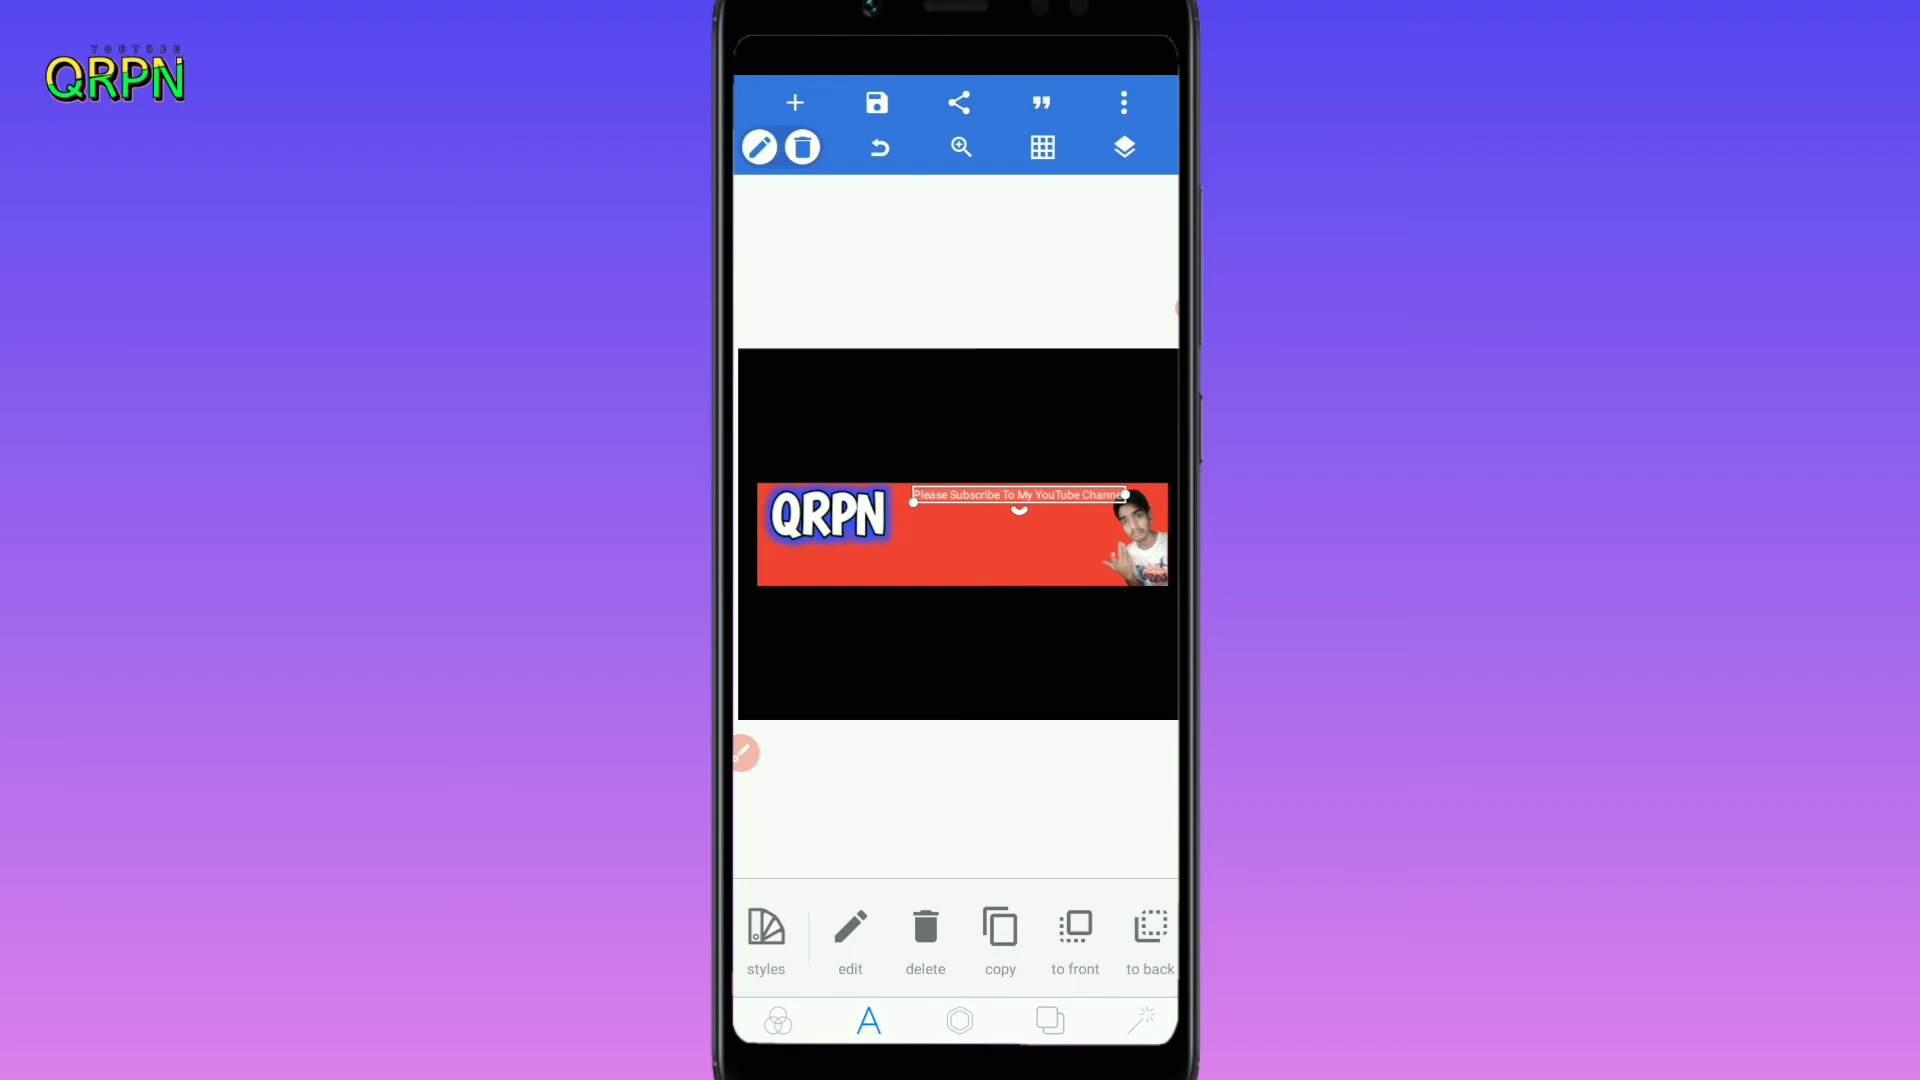 YOUTUBE
QRPN
Please Subscribe To My YouTube Channe
QRPN
styles
edit
delete
copy
to front
to back